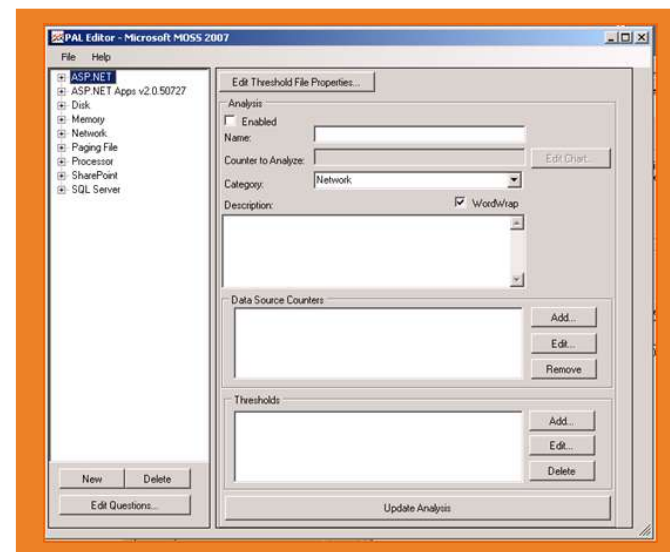 PAL Editor - Microsoft MOSS 2007
File Help
ASP.NET
ASP.NET Apps v2.0.50727
Disk
Memory
Network
Paging File
Processor
SharePoint
SQL Server
New Delete
Edit Questions...
Edit Threshold File Properties...
Analysis
Enabled
Name:
Counter to Analyze:
Edit Chart...
Category:
Network
Description:
WordWrap
Data Source Counters
Add...
Edit...
Remove
Thresholds
Add...
Edit...
Delete
Update Analysis